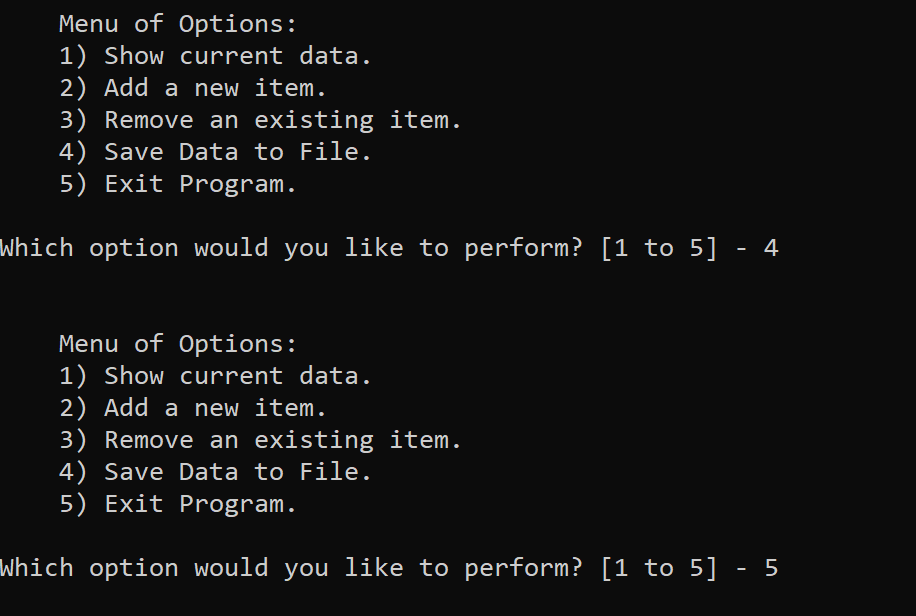 Menu of Options:
1) Show current data.
2) Add a new item.
3) Remove an existing item.
4) Save Data to File.
5) Exit Program.
Which option would you like to perform? [1 to 5] - 4
Menu of Options:
1) Show current data.
2) Add a new item.
3) Remove an existing item.
4) Save Data to File.
5) Exit Program.
Which option would you like to perform? [1 to 5] - 5